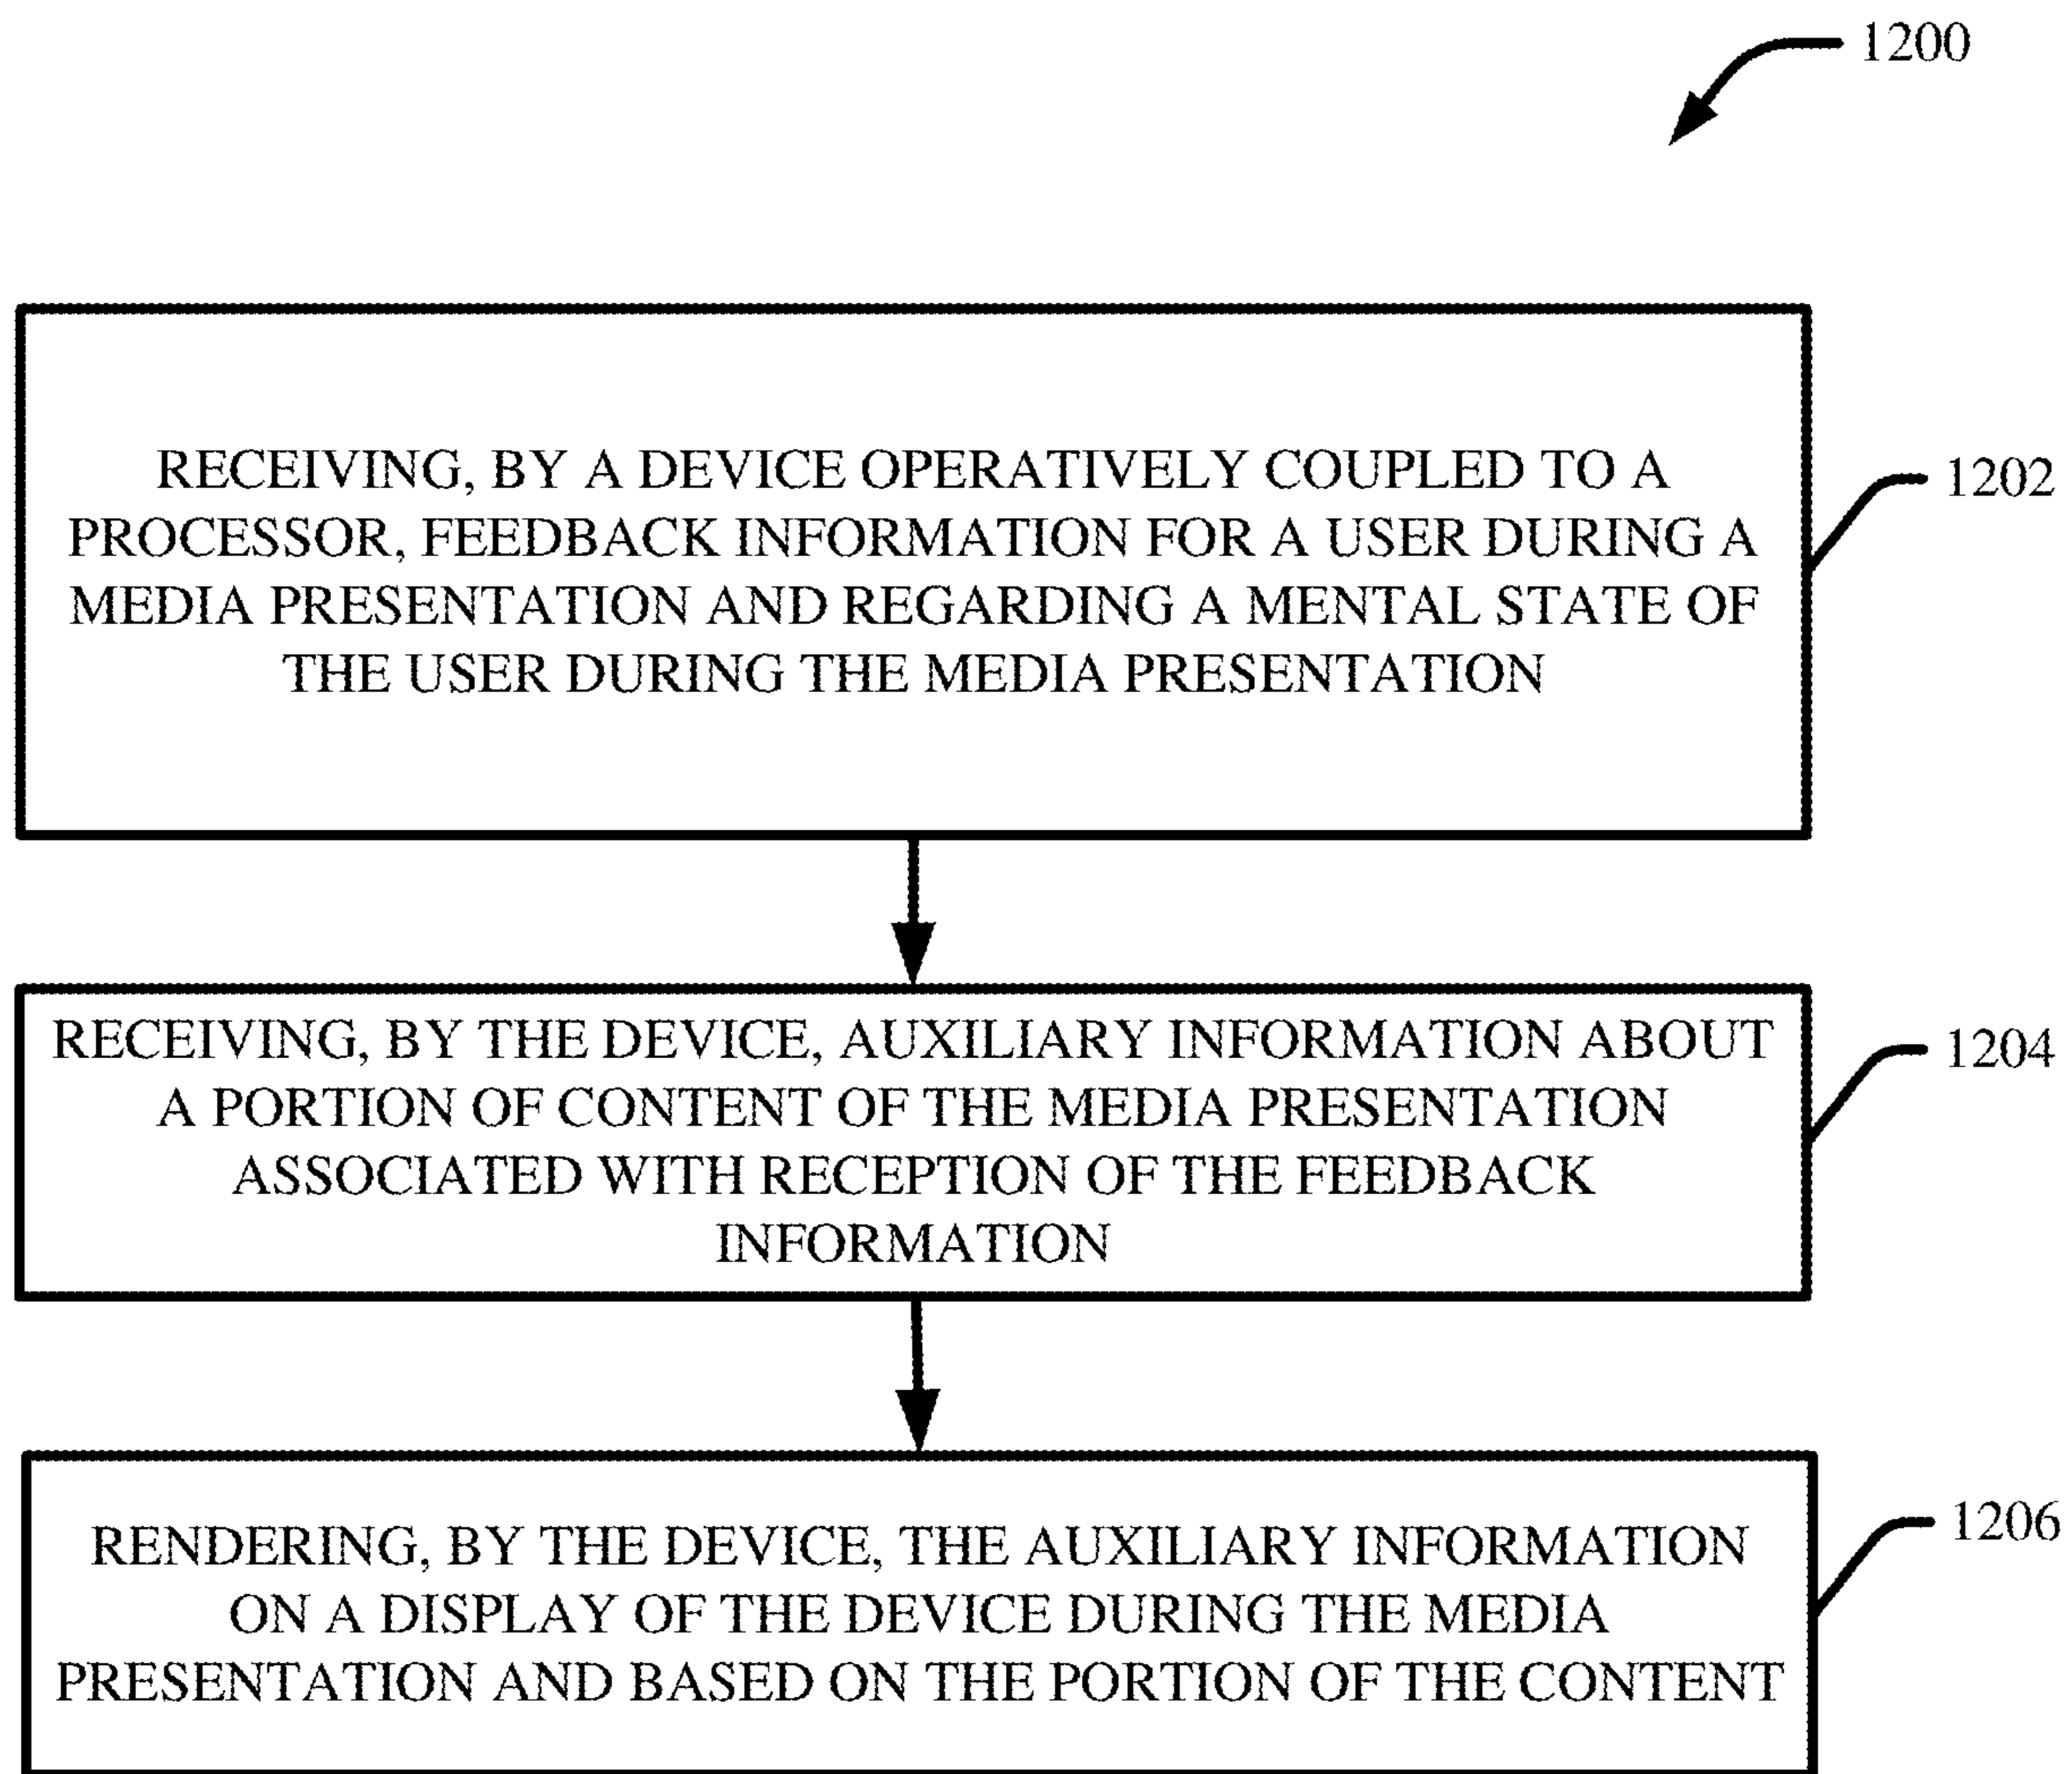 1200
RECEIVING, BY A DEVICE OPERATIVELY COUPLED TO A
PROCESSOR, FEEDBACK INFORMATION FOR A USER DURING A
MEDIA PRESENTATION AND REGARDING A MENTAL STATE OF
THE USER DURING THE MEDIA PRESENTATION
1202
RECEIVING, BY THE DEVICE, AUXILIARY INFORMATION ABOUT
A PORTION OF CONTENT OF THE MEDIA PRESENTATION
ASSOCIATED WITH RECEPTION OF THE FEEDBACK
INFORMATION
1204
RENDERING, BY THE DEVICE, THE AUXILIARY INFORMATION
ON A DISPLAY OF THE DEVICE DURING THE MEDIA
PRESENTATION AND BASED ON THE PORTION OF THE CONTENT
1206